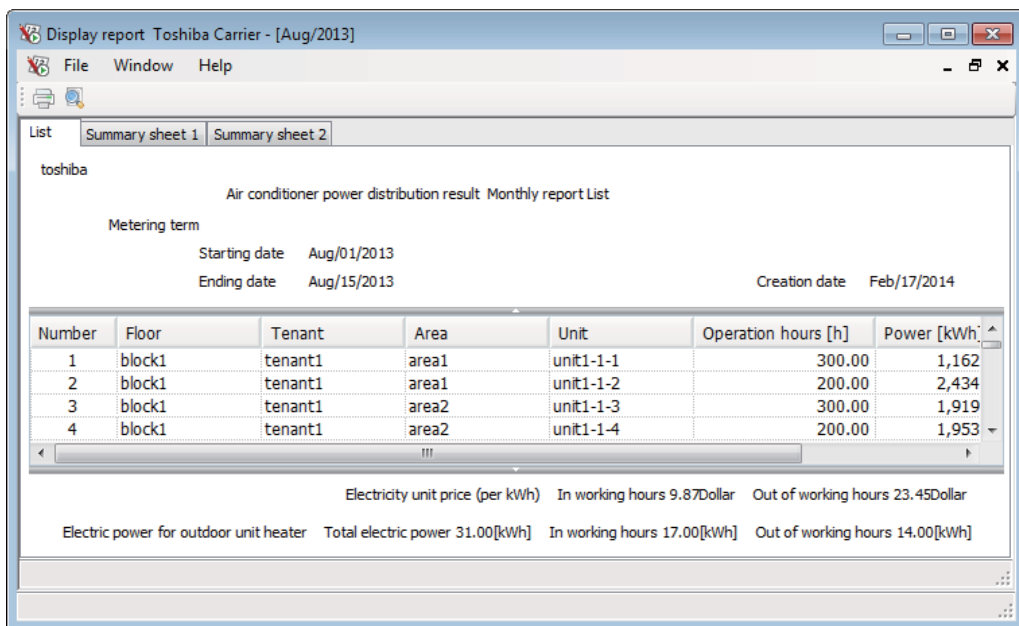 Display report Toshiba Carrier - [Aug/2013]
File Window Help
List Summary sheet 1 Summary sheet 2
toshiba
Air conditioner power distribution result Monthly report List
Metering term
Starting date Aug/01/2013
Ending date Aug/15/2013 Creation date Feb/17/2014
Number Floor Tenant Area Unit Operation hours [h] Power [kWh]
1 block1 tenant1 area1 unit1-1-1 300.00 1,162
2 block1 tenant1 area1 unit1-1-2 200.00 2,434
3 block1 tenant1 area2 unit1-1-3 300.00 1,919
4 block1 tenant1 area2 unit1-1-4 200.00 1,953
Electricity unit price (per kWh) In working hours 9.87Dollar Out of working hours 23.45Dollar
Electric power for outdoor unit heater Total electric power 31.00[kWh] In working hours 17.00[kWh] Out of working hours 14.00[kWh]